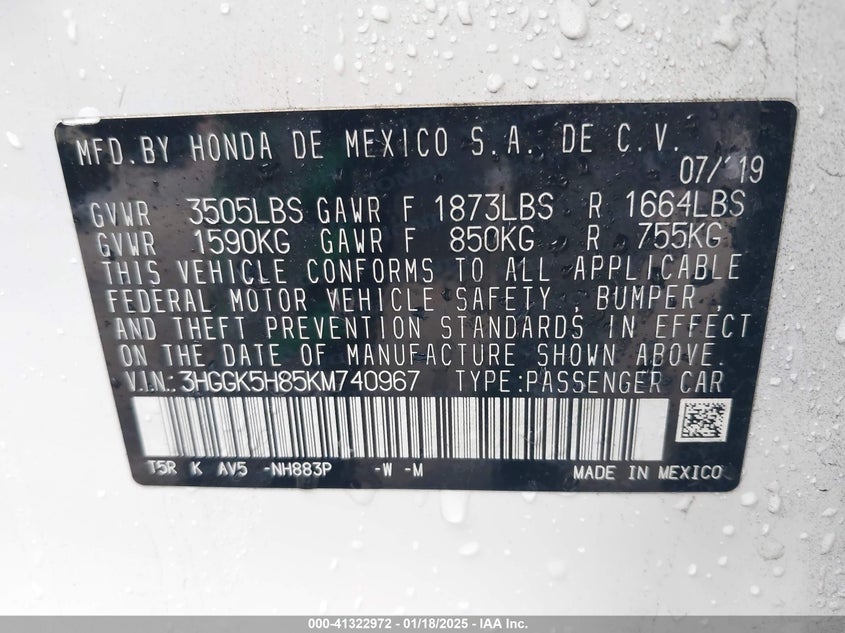 MFD.BY HONDA DE MEXICO S.A. DE C.V.
07/'19
GVWR 3505LBS GAWR F 1873LBS R 1664LBS
GVWR 1590KG GAWR F 850KG R 755KG
THIS VEHICLE CONFORMS TO ALL APPLICABLE
FEDERAL MOTOR VEHICLE SAFETY, BUMPER,
AND THEFT PREVENTION STANDARDS IN EFFECT
ON THE DATE OF MANUFACTURE SHOWN ABOVE.
V.I.N.: 3HGGK5H85KM740967 TYPE:PASSENGER CAR
T5R K AV5 -NH883P -W -M MADE IN MEXICO
000-41322972 - 01/18/2025 - IAA, Inc.